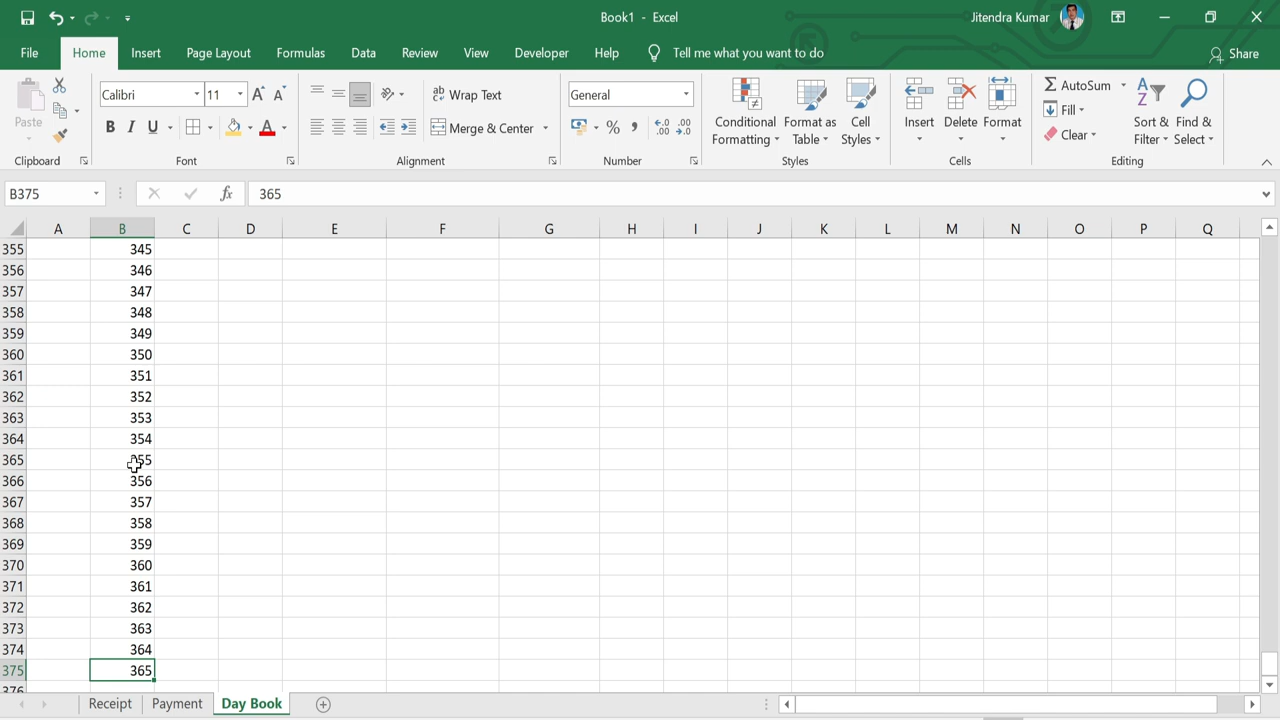 Book1 - Excel
Jitendra Kumar
File Home Insert Page Layout Formulas Data Review View Developer Help Tell me what you want to do Share
Paste
Calibri 11
B I U A
Wrap Text
Merge & Center
General
Conditional Formatting
Format as Table
Cell Styles
Insert
Delete
Format
AutoSum
Fill
Clear
Sort & Filter
Find & Select
Clipboard Font Alignment Number Styles Cells Editing
B375 fx 365
A B C D E F G H I J K L M N O P Q
355 345
356 346
357 347
358 348
359 349
360 350
361 351
362 352
363 353
364 354
365 355
366 356
367 357
368 358
369 359
370 360
371 361
372 362
373 363
374 364
375 365
376
Receipt Payment Day Book